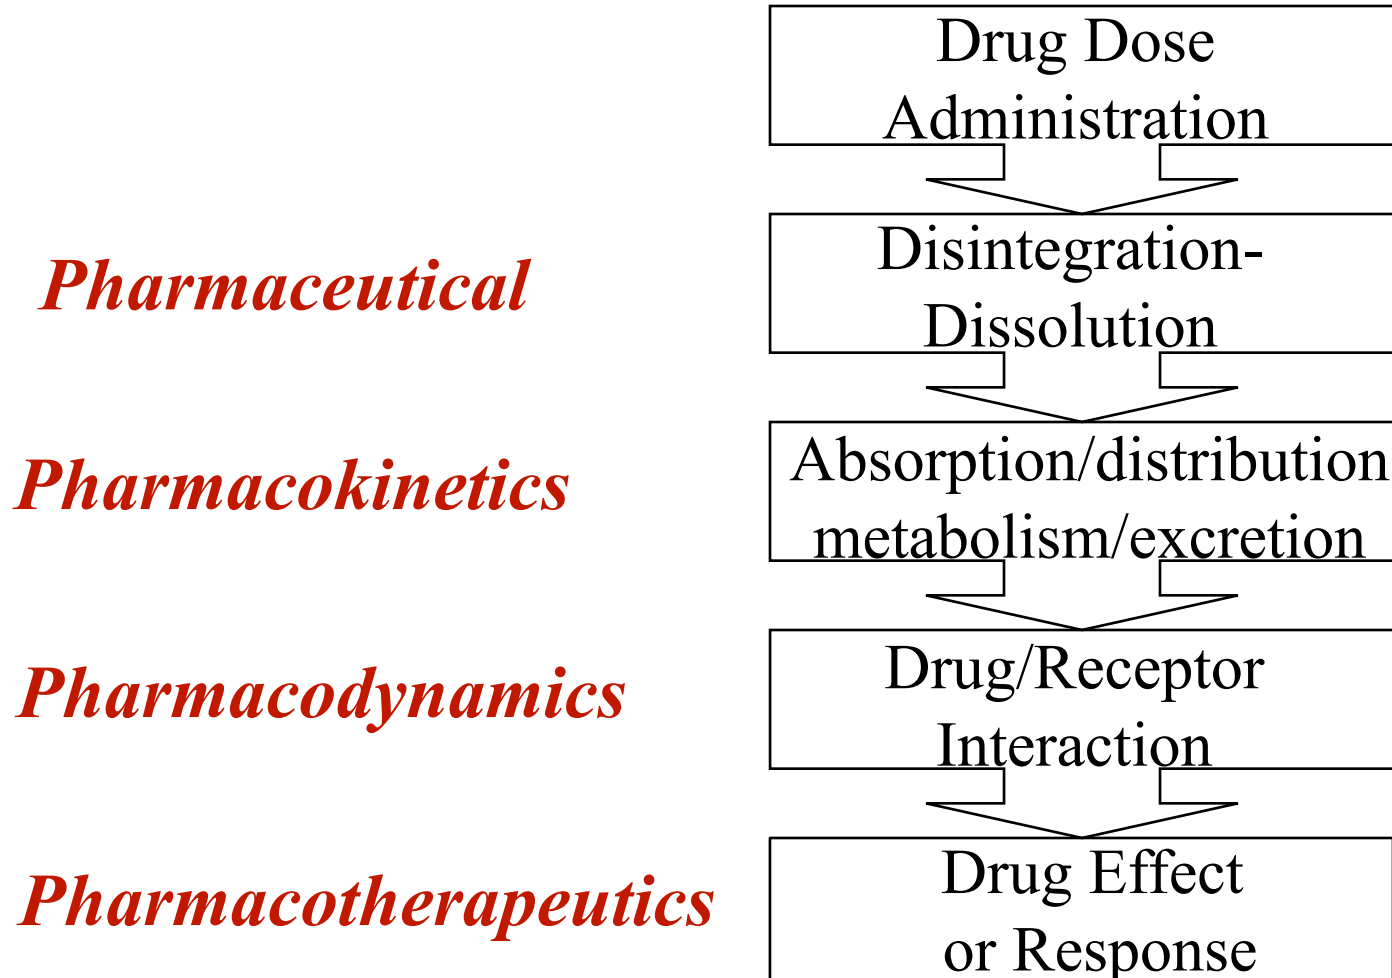 Drug Dose
Administration
Pharmaceutical
Disintegration-
Dissolution
Pharmacokinetics
Absorption/distribution
metabolism/excretion
Pharmacodynamics
Drug/Receptor
Interaction
Pharmacotherapeutics
Drug Effect
or Response